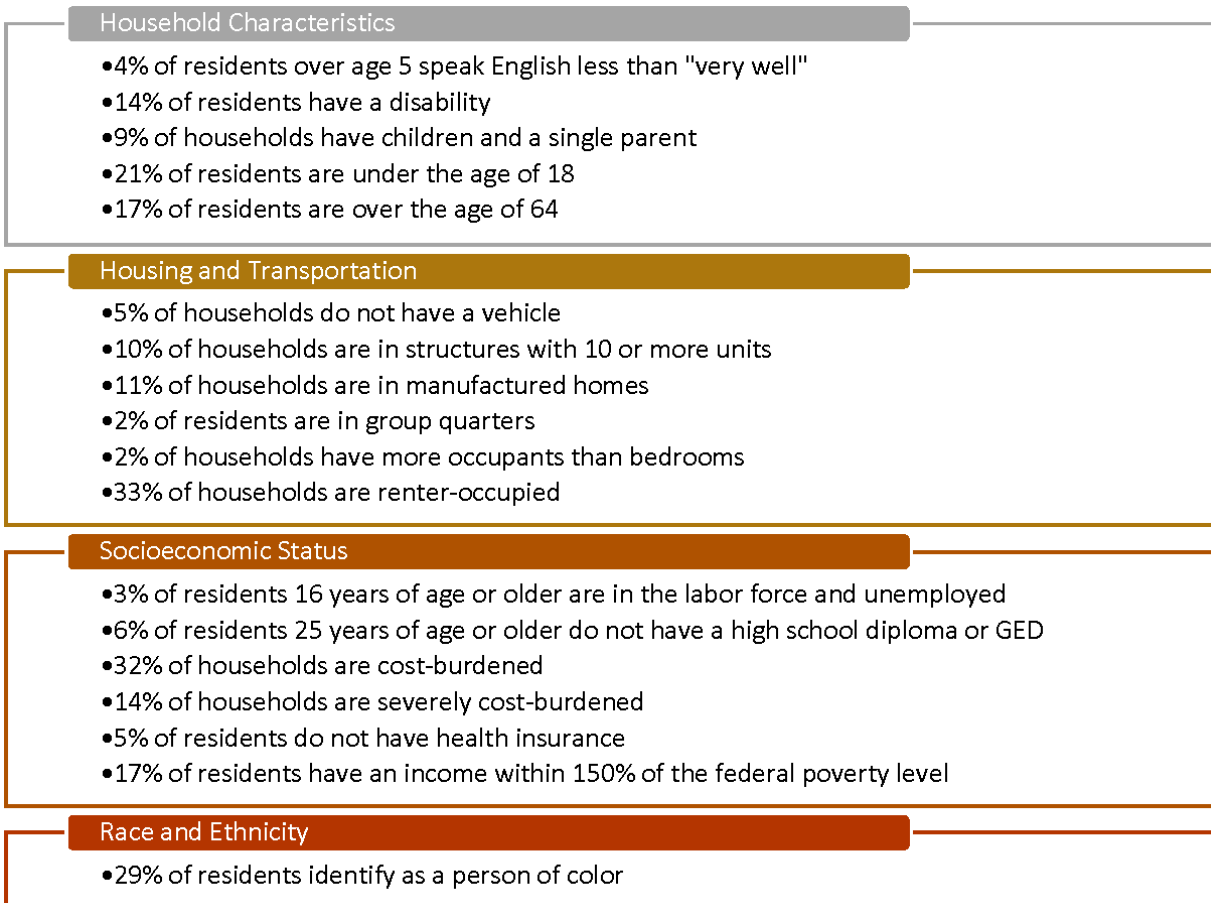 Household Characteristics
•4% of residents over age 5 speak English less than "very well"
•14% of residents have a disability
•9% of households have children and a single parent
•21% of residents are under the age of 18
•17% of residents are over the age of 64
Housing and Transportation
•5% of households do not have a vehicle
•10% of households are in structures with 10 or more units
•11% of households are in manufactured homes
•2% of residents are in group quarters
•2% of households have more occupants than bedrooms
•33% of households are renter-occupied
Socioeconomic Status
•3% of residents 16 years of age or older are in the labor force and unemployed
•6% of residents 25 years of age or older do not have a high school diploma or GED
•32% of households are cost-burdened
•14% of households are severely cost-burdened
•5% of residents do not have health insurance
•17% of residents have an income within 150% of the federal poverty level
Race and Ethnicity
•29% of residents identify as a person of color